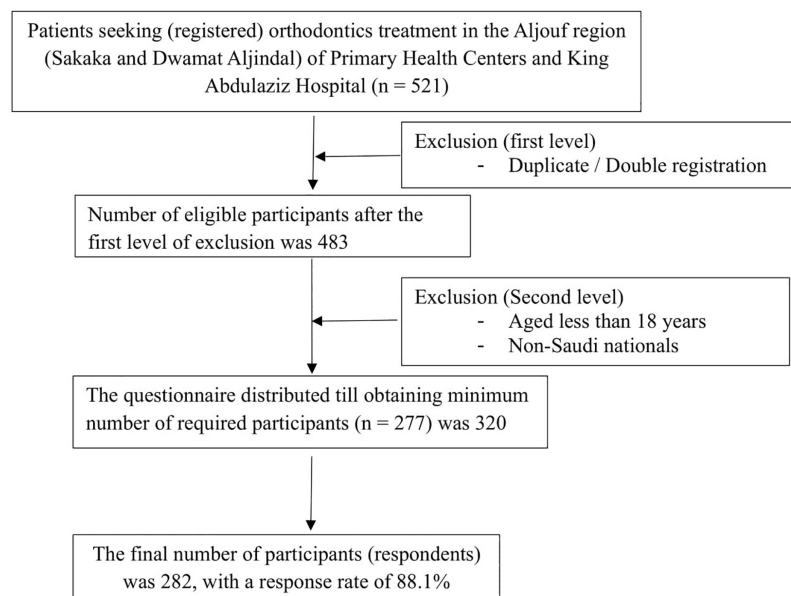 Patients seeking (registered) orthodontics treatment in the Aljouf region
(Sakaka and Dwamat Aljindal) of Primary Health Centers and King
Abdulaziz Hospital (n = 521)
Exclusion (first level)
- Duplicate / Double registration
Number of eligible participants after the
first level of exclusion was 483
Exclusion (Second level)
- Aged less than 18 years
- Non-Saudi nationals
The questionnaire distributed till obtaining minimum
number of required participants (n = 277) was 320
The final number of participants (respondents)
was 282, with a response rate of 88.1%